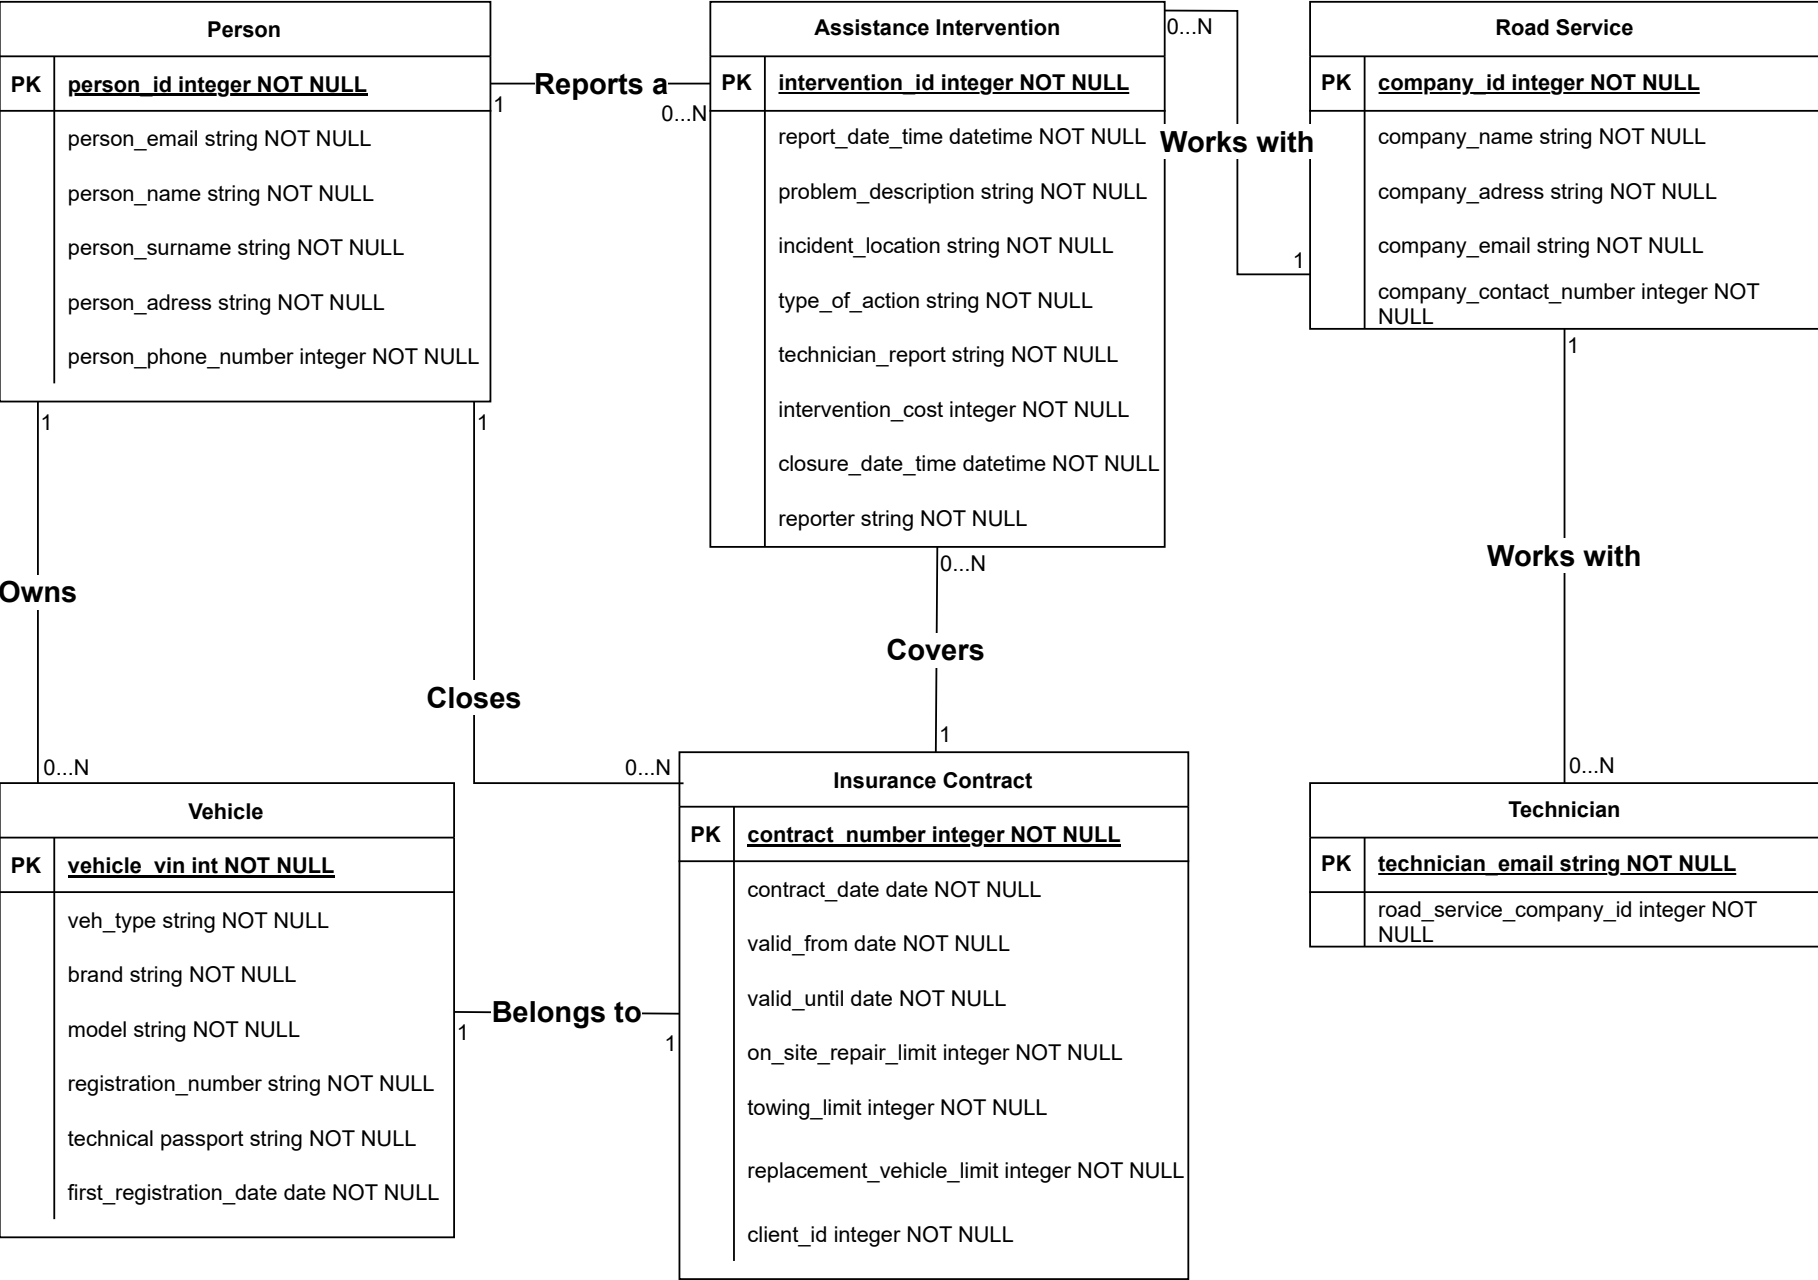 Person
PK person_id integer NOT NULL
person_email string NOT NULL
person_name string NOT NULL
person_surname string NOT NULL
person_adress string NOT NULL
person_phone_number integer NOT NULL
1
Reports a
0...N
Assistance Intervention
PK intervention_id integer NOT NULL
report_date_time datetime NOT NULL
problem_description string NOT NULL
incident_location string NOT NULL
type_of_action string NOT NULL
technician_report string NOT NULL
intervention_cost integer NOT NULL
closure_date_time datetime NOT NULL
reporter string NOT NULL
0...N
Works with
1
Road Service
PK company_id integer NOT NULL
company_name string NOT NULL
company_adress string NOT NULL
company_email string NOT NULL
company_contact_number integer NOT
NULL
1
Owns
0...N
1
Closes
0...N
0...N
Covers
1
1
Works with
0...N
Vehicle
PK vehicle_vin int NOT NULL
veh_type string NOT NULL
brand string NOT NULL
model string NOT NULL
registration_number string NOT NULL
technical passport string NOT NULL
first_registration_date date NOT NULL
1
Belongs to
1
Insurance Contract
PK contract_number integer NOT NULL
contract_date date NOT NULL
valid_from date NOT NULL
valid_until date NOT NULL
on_site_repair_limit integer NOT NULL
towing_limit integer NOT NULL
replacement_vehicle_limit integer NOT NULL
client_id integer NOT NULL
Technician
PK technician_email string NOT NULL
road_service_company_id integer NOT
NULL